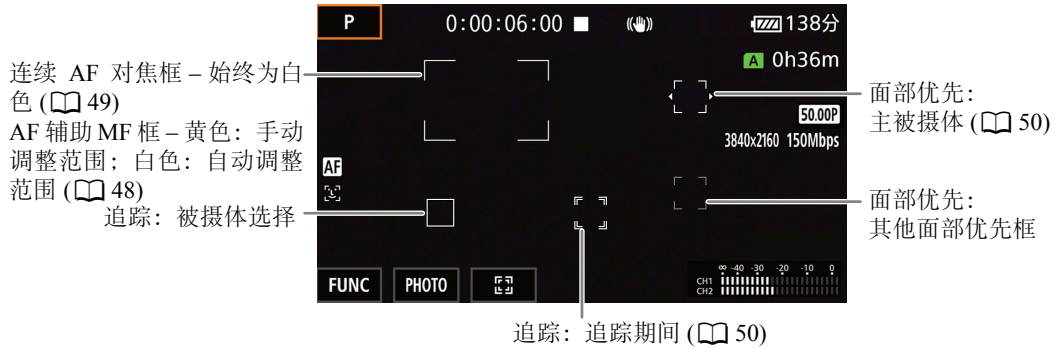 P 0:00:06:00 138分
A 0h36m
50.00P
3840x2160 150Mbps
AF
FUNC PHOTO
∞ -40 -30 -20 -10 0
CH1
CH2
连续 AF 对焦框 – 始终为白
色 (49)
AF 辅助 MF 框 – 黄色：手动
调整范围；白色：自动调整
范围 (48)
追踪：被摄体选择
面部优先：
主被摄体 (50)
面部优先：
其他面部优先框
追踪：追踪期间 (50)